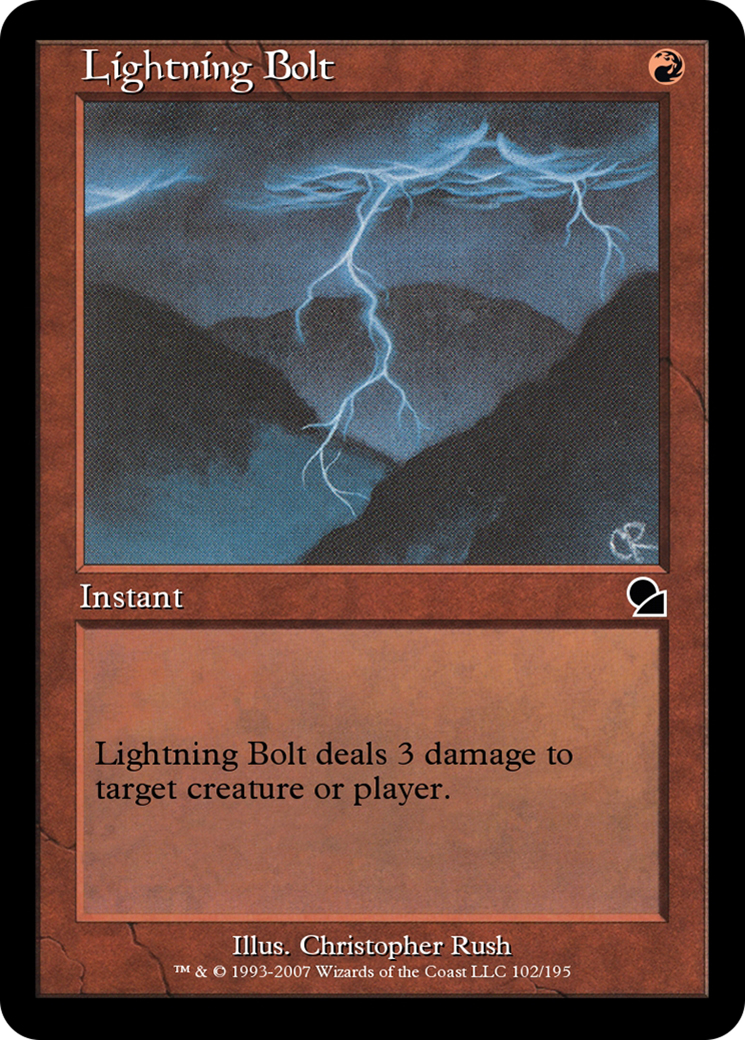 Lightning Bolt
CR
Instant
Lightning Bolt deals 3 damage to
target creature or player.
Illus. Christopher Rush
™ & © 1993-2007 Wizards of the Coast LLC 102/195